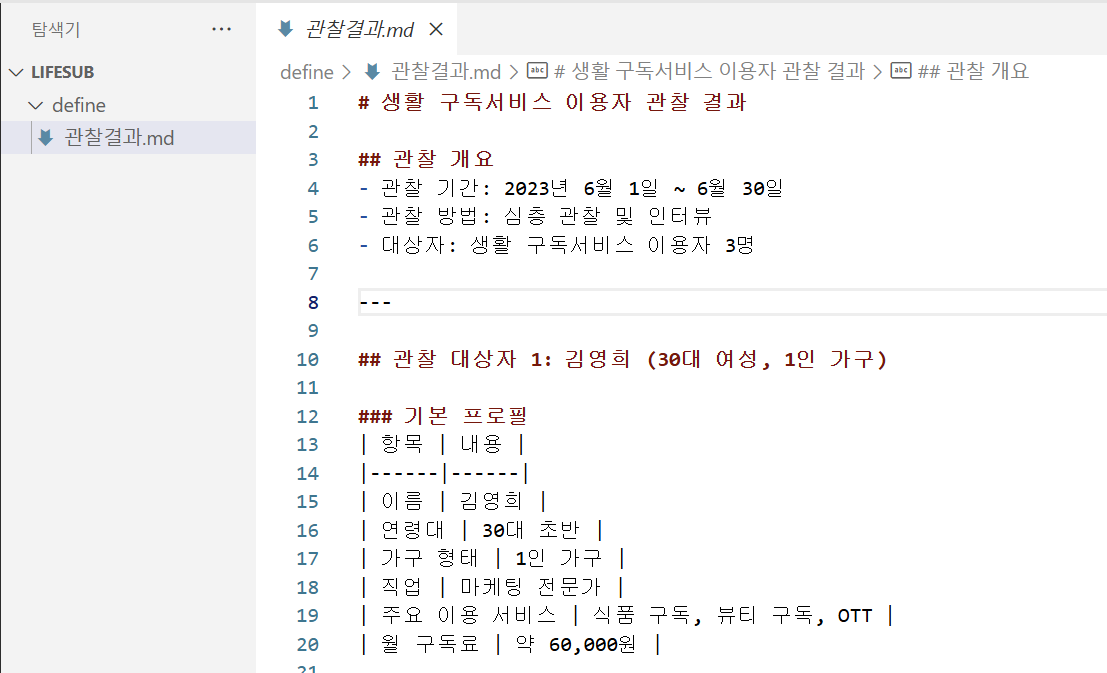 탐색기 ···
LIFESUB
define
관찰결과.md
관찰결과.md
define > 관찰결과.md > # 생활 구독서비스 이용자 관찰 결과 > ## 관찰 개요
1 # 생활 구독서비스 이용자 관찰 결과
2
3 ## 관찰 개요
4 - 관찰 기간: 2023년 6월 1일 ~ 6월 30일
5 - 관찰 방법: 심층 관찰 및 인터뷰
6 - 대상자: 생활 구독서비스 이용자 3명
7
8 ---
9
10 ## 관찰 대상자 1: 김영희 (30대 여성, 1인 가구)
11
12 ### 기본 프로필
13 | 항목 | 내용 |
14 |------|------|
15 | 이름 | 김영희 |
16 | 연령대 | 30대 초반 |
17 | 가구 형태 | 1인 가구 |
18 | 직업 | 마케팅 전문가 |
19 | 주요 이용 서비스 | 식품 구독, 뷰티 구독, OTT |
20 | 월 구독료 | 약 60,000원 |
21